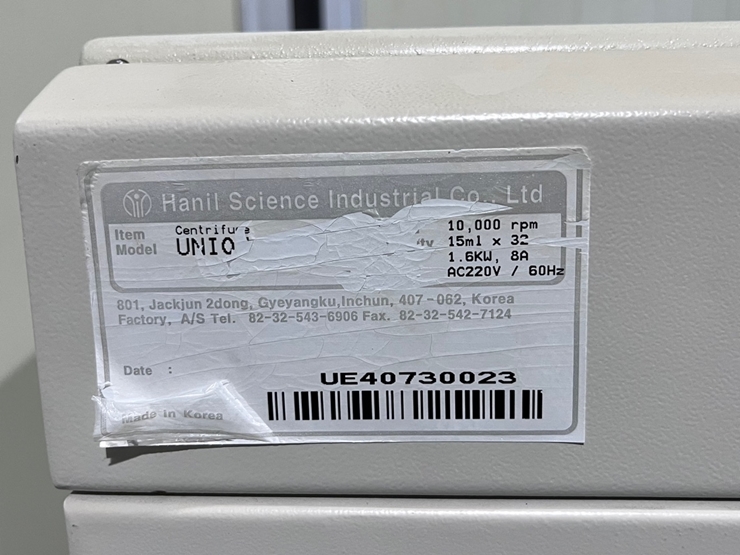 Hanil Science Industrial Co., Ltd
Item Centrifuge
Model
10,000 rpm
15ml x 32
1.6KW, 8A
AC220V / 60Hz
801, Jackjun 2dong, Gyeyangku,Inchun, 407-062, Korea
Factory, A/S Tel. 82-32-543-6906 Fax. 82-32-542-7124
Date :
UE40730023
Made in Korea